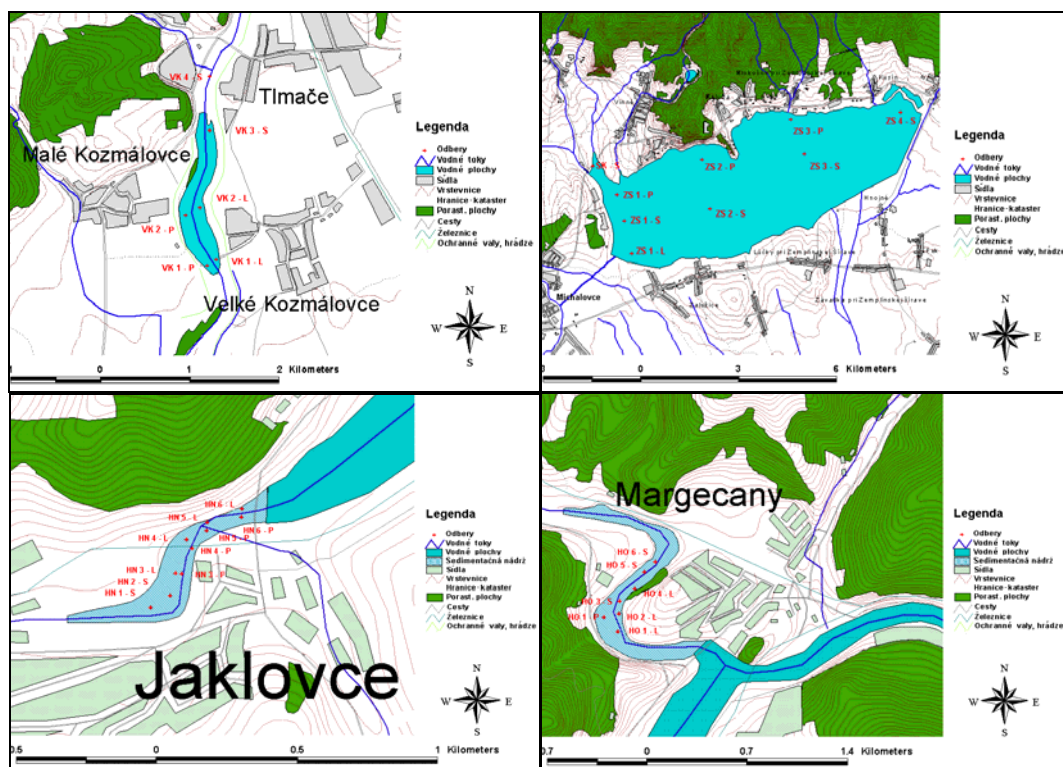 VK 4 - S
Tlmače
VK 3 - S
Malé Kozmálovce
VK 2 - L
VK 2 - P
VK 1 - L
VK 1 - P
Velké Kozmálovce
Legenda
Odbery
Vodné toky
Vodné plochy
Sídla
Vrstevnice
Hranice-kataster
Porast. plochy
Cesty
Železnice
Ochranné valy, hrádze
N
W E
S
0 1 2 Kilometers
ZS 4 - S
ZS 3 - P
ZS 3 - S
ZS 2 - P
ZS 1 - P
ZS 2 - S
ZS 1 - S
ZS 1 - L
Michalovce
Legenda
Odbery
Vodné toky
Vodné plochy
Sídla
Vrstevnice
Hranice-kataster
Porast. plochy
Cesty
Železnice
Ochranné valy, hrádze
N
W E
S
0 3 6 Kilometers
HN 6 - L
HN 5 - L
HN 6 - P
HN 4 - L
HN 4 - P
HN 3 - L
HN 2 - S
HN 1 - S
Jaklovce
Legenda
Odbery
Vodné toky
Vodné plochy
Sedimentačná nádrž
Sídla
Vrstevnice
Hranice-kataster
Porast. plochy
Cesty
Železnice
Ochranné valy, hrádze
N
W E
S
0.5 0 0.5 1 Kilometers
Margecany
HO 6 - S
HO 5 - S
HO 4 - L
HO 3 - S
HO 1 - P
HO 2 - L
HO 1 - L
Legenda
Odbery
Vodné toky
Vodné plochy
Sedimentačná nádrž
Sídla
Vrstevnice
Hranice-kataster
Porast. plochy
Cesty
Železnice
Ochranné valy, hrádze
N
W E
S
0.7 0 0.7 1.4 Kilometers